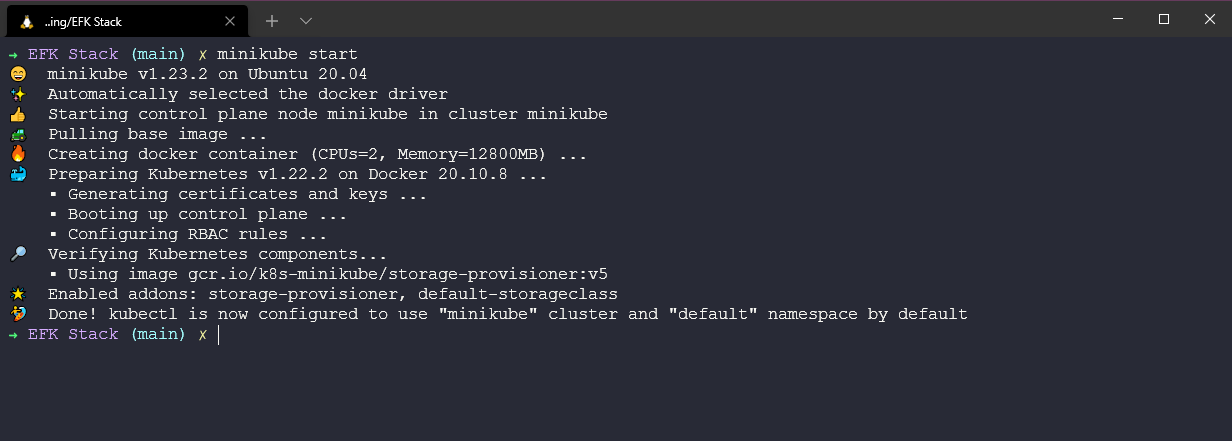 ..ing/EFK Stack
→ EFK Stack (main) ✗ minikube start
😄 minikube v1.23.2 on Ubuntu 20.04
✨ Automatically selected the docker driver
👍 Starting control plane node minikube in cluster minikube
🚜 Pulling base image ...
🔥 Creating docker container (CPUs=2, Memory=12800MB) ...
🐳 Preparing Kubernetes v1.22.2 on Docker 20.10.8 ...
▪ Generating certificates and keys ...
▪ Booting up control plane ...
▪ Configuring RBAC rules ...
🔎 Verifying Kubernetes components...
▪ Using image gcr.io/k8s-minikube/storage-provisioner:v5
🌟 Enabled addons: storage-provisioner, default-storageclass
🏄 Done! kubectl is now configured to use "minikube" cluster and "default" namespace by default
→ EFK Stack (main) ✗